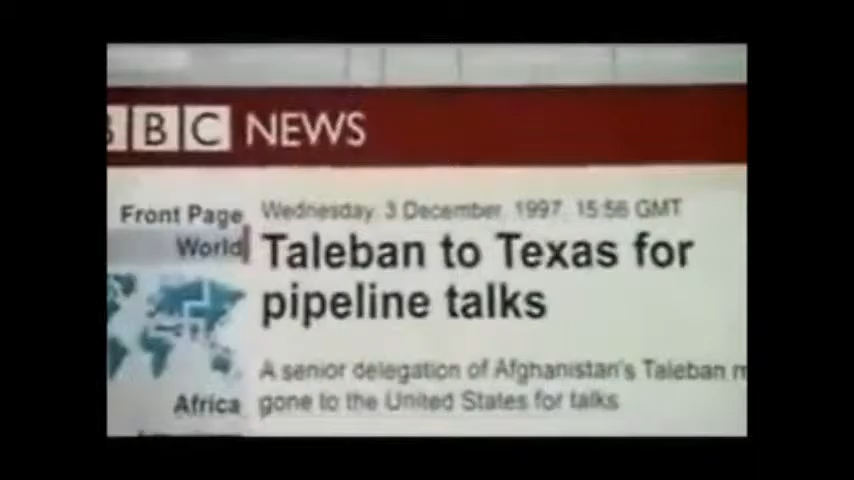 BBC NEWS
Front Page
World
Africa
Wednesday, 3 December, 1997, 15:56 GMT
Taleban to Texas for
pipeline talks
A senior delegation of Afghanistan's Taleban
gone to the United States for talks